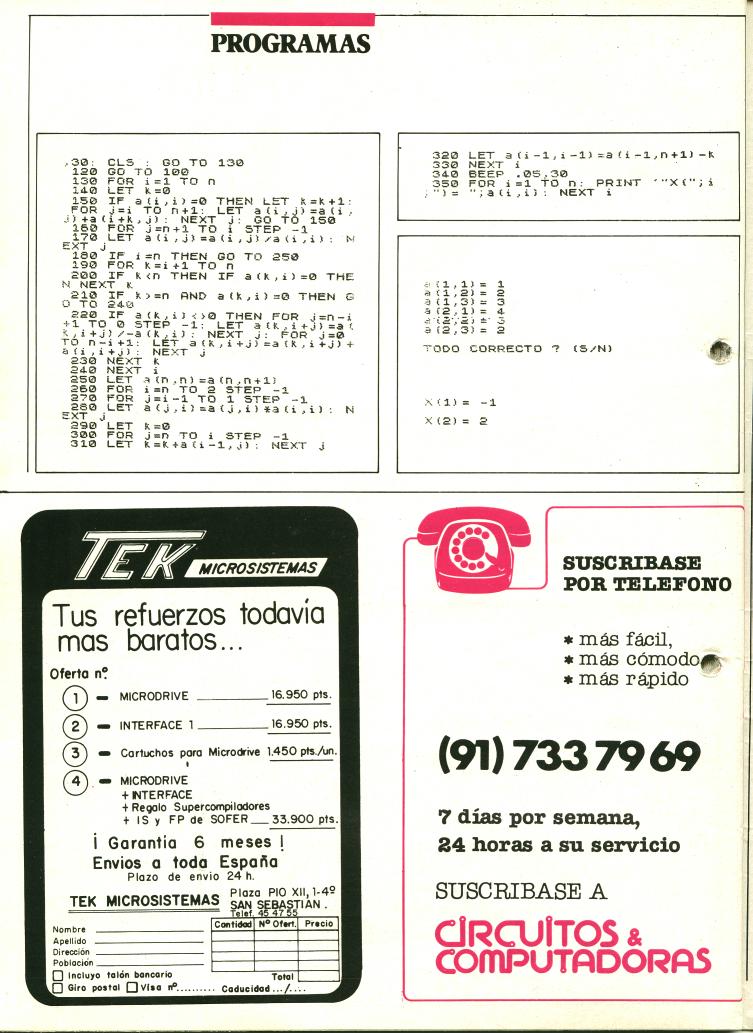 PROGRAMAS
,30: CLS : GO TO 130
120 GO TO 100
130 FOR i=1 TO n
140 LET k=0
150 IF a(i,i)=0 THEN LET k=k+1:
FOR j=i TO n+1: LET a(i,j)=a(i,
j)+a(i+k,j): NEXT j: GO TO 150
160 FOR j=n+1 TO i STEP -1
170 LET a(i,j)=a(i,j)/a(i,i): N
EXT j
180 IF i=n THEN GO TO 250
190 FOR k=i+1 TO n
200 IF k<n THEN IF a(k,i)=0 THE
N NEXT k
210 IF k>=n AND a(k,i)=0 THEN G
O TO 240
220 IF a(k,i)<>0 THEN FOR j=n-i
+1 TO 0 STEP -1: LET a(k,i+j)=a(
k,i+j)/-a(k,i): NEXT j: FOR j=0
TO n-i+1: LET a(k,i+j)=a(k,i+j)+
a(i,i+j): NEXT j
230 NEXT k
240 NEXT i
250 LET a(n,n)=a(n,n+1)
260 FOR i=n TO 2 STEP -1
270 FOR j=i-1 TO 1 STEP -1
280 LET a(j,i)=a(j,i)*a(i,i): N
EXT j
290 LET k=0
300 FOR j=n TO i STEP -1
310 LET k=k+a(i-1,j): NEXT j
320 LET a(i-1,i-1)=a(i-1,n+1)-k
330 NEXT i
340 BEEP .05,30
350 FOR i=1 TO n: PRINT '"X(";i
;")= ";a(i,i): NEXT i
a(1,1)= 1
a(1,2)= 2
a(1,3)= 3
a(2,1)= 4
a(2,2)= 3
a(2,3)= 2
TODO CORRECTO ? (S/N)
X(1)= -1
X(2)= 2
TEK MICROSISTEMAS
Tus refuerzos todavía
mas baratos...
Oferta nº
1 - MICRODRIVE 16.950 pts.
2 - INTERFACE 1 16.950 pts.
3 - Cartuchos para Microdrive 1.450 pts./un.
4 - MICRODRIVE
+ INTERFACE
+ Regalo Supercompiladores
+ IS y FP de SOFER 33.900 pts.
¡ Garantia 6 meses !
Envios a toda España
Plazo de envio 24 h.
TEK MICROSISTEMAS Plaza PIO XII, 1-4º
SAN SEBASTIAN .
Telef. 45 47 55
Cantidad Nº Ofert. Precio
Nombre
Apellido
Dirección
Población
Incluyo talón bancario Total
Giro postal Visa nº......... Caducidad .../....
SUSCRIBASE
POR TELEFONO
* más fácil,
* más cómodo
* más rápido
(91) 733 79 69
7 días por semana,
24 horas a su servicio
SUSCRIBASE A
CIRCUITOS &
COMPUTADORAS